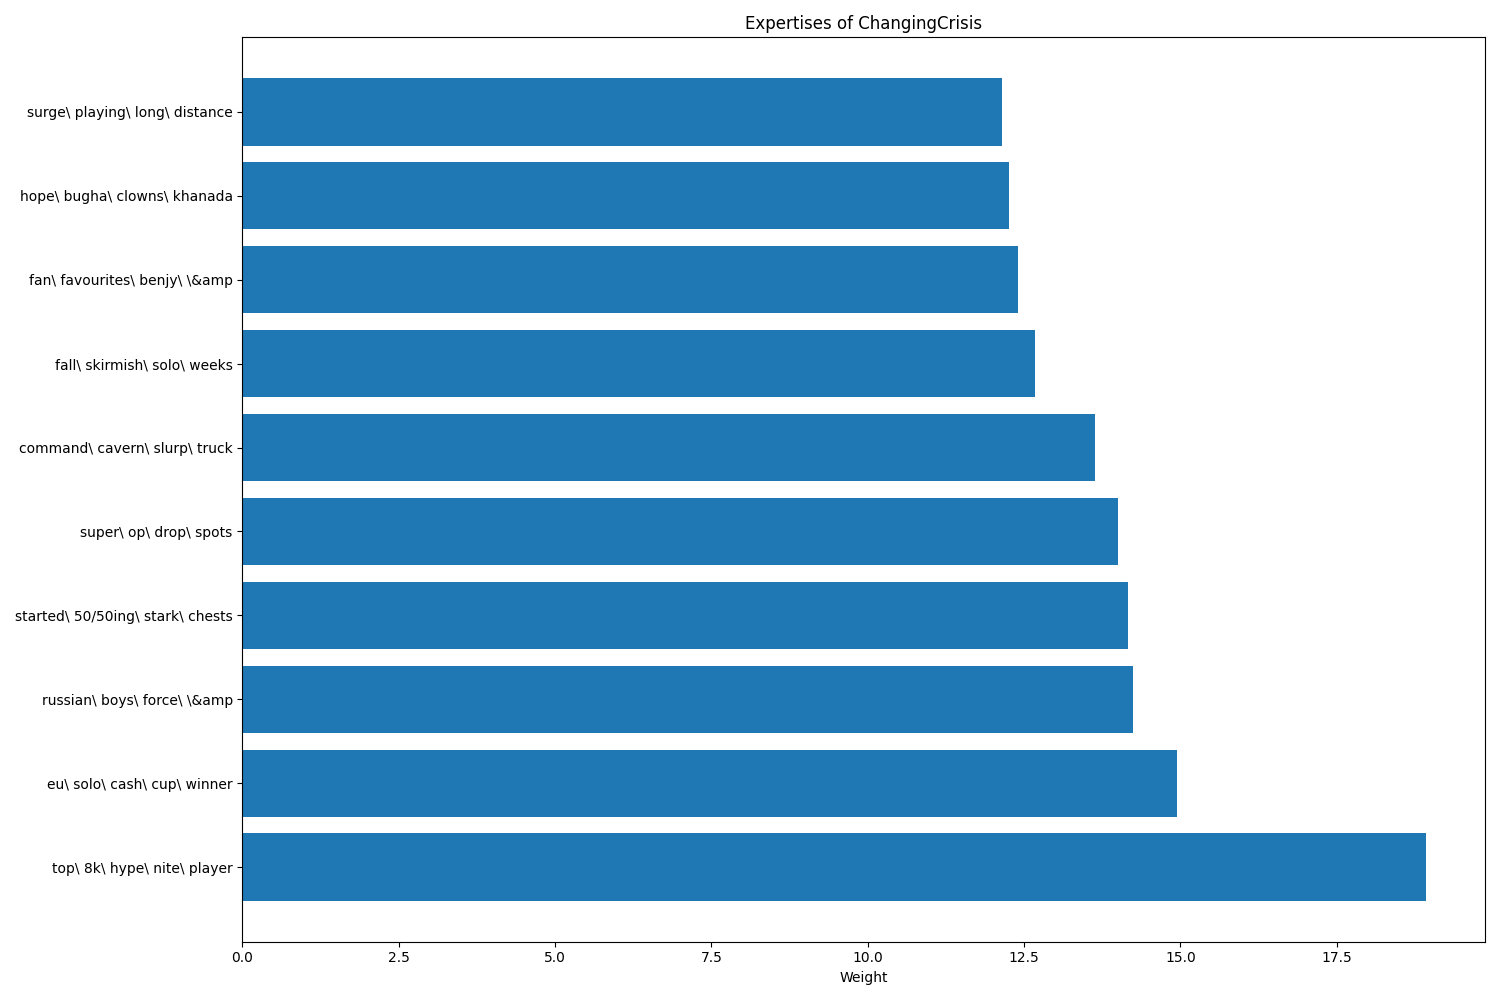 Expertises of ChangingCrisis
surge\ playing\ long\ distance
hope\ bugha\ clowns\ khanada
fan\ favourites\ benjy\ \&amp
fall\ skirmish\ solo\ weeks
command\ cavern\ slurp\ truck
super\ op\ drop\ spots
started\ 50/50ing\ stark\ chests
russian\ boys\ force\ \&amp
eu\ solo\ cash\ cup\ winner
top\ 8k\ hype\ nite\ player
0.0 2.5 5.0 7.5 10.0 12.5 15.0 17.5
Weight